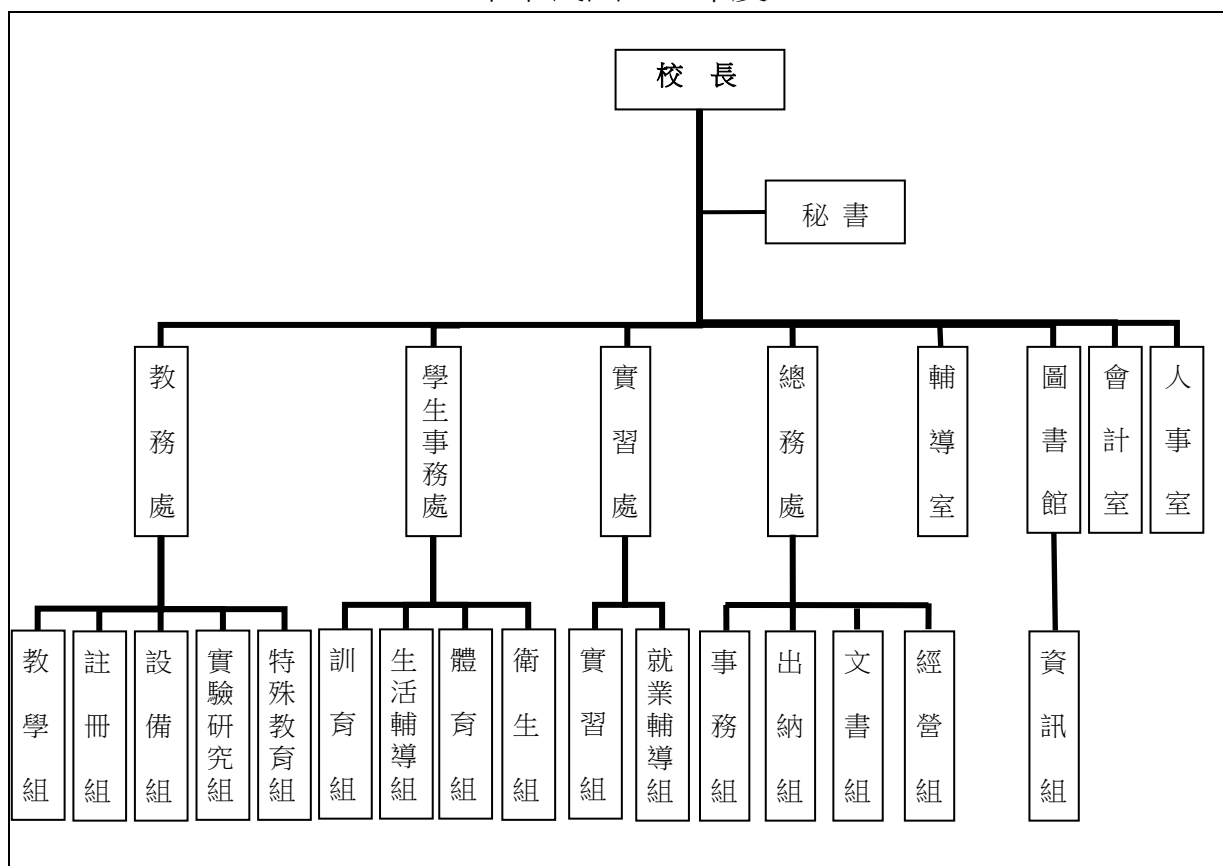 校 長
秘 書
教務處
學生事務處
實習處
總務處
輔導室
圖書館
會計室
人事室
教學組
註冊組
設備組
實驗研究組
特殊教育組
訓育組
生活輔導組
體育組
衛生組
實習組
就業輔導組
事務組
出納組
文書組
經營組
資訊組